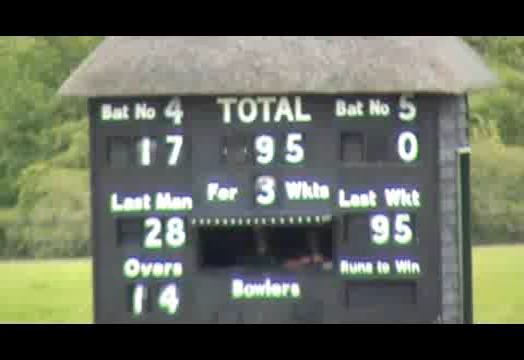 Bat No 4 TOTAL Bat No 5
17 95 0
Last Man For 3 Wkts Last Wkt
28 95
Overs Runs to Win
14 Bowlers